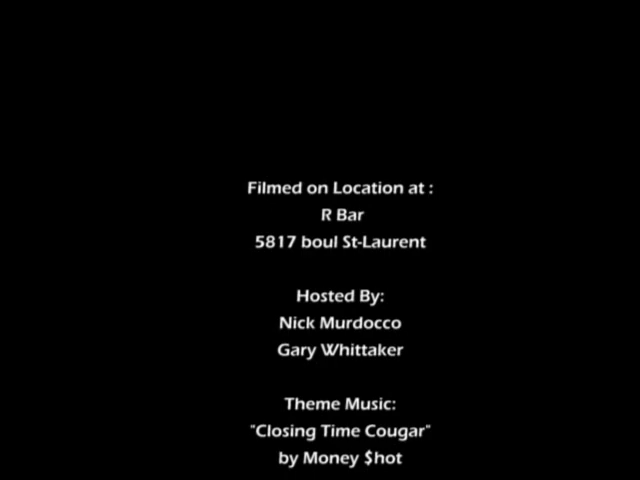 Filmed on Location at :
R Bar
5817 boul St-Laurent
Hosted By:
Nick Murdocco
Gary Whittaker
Theme Music:
"Closing Time Cougar"
by Money $hot